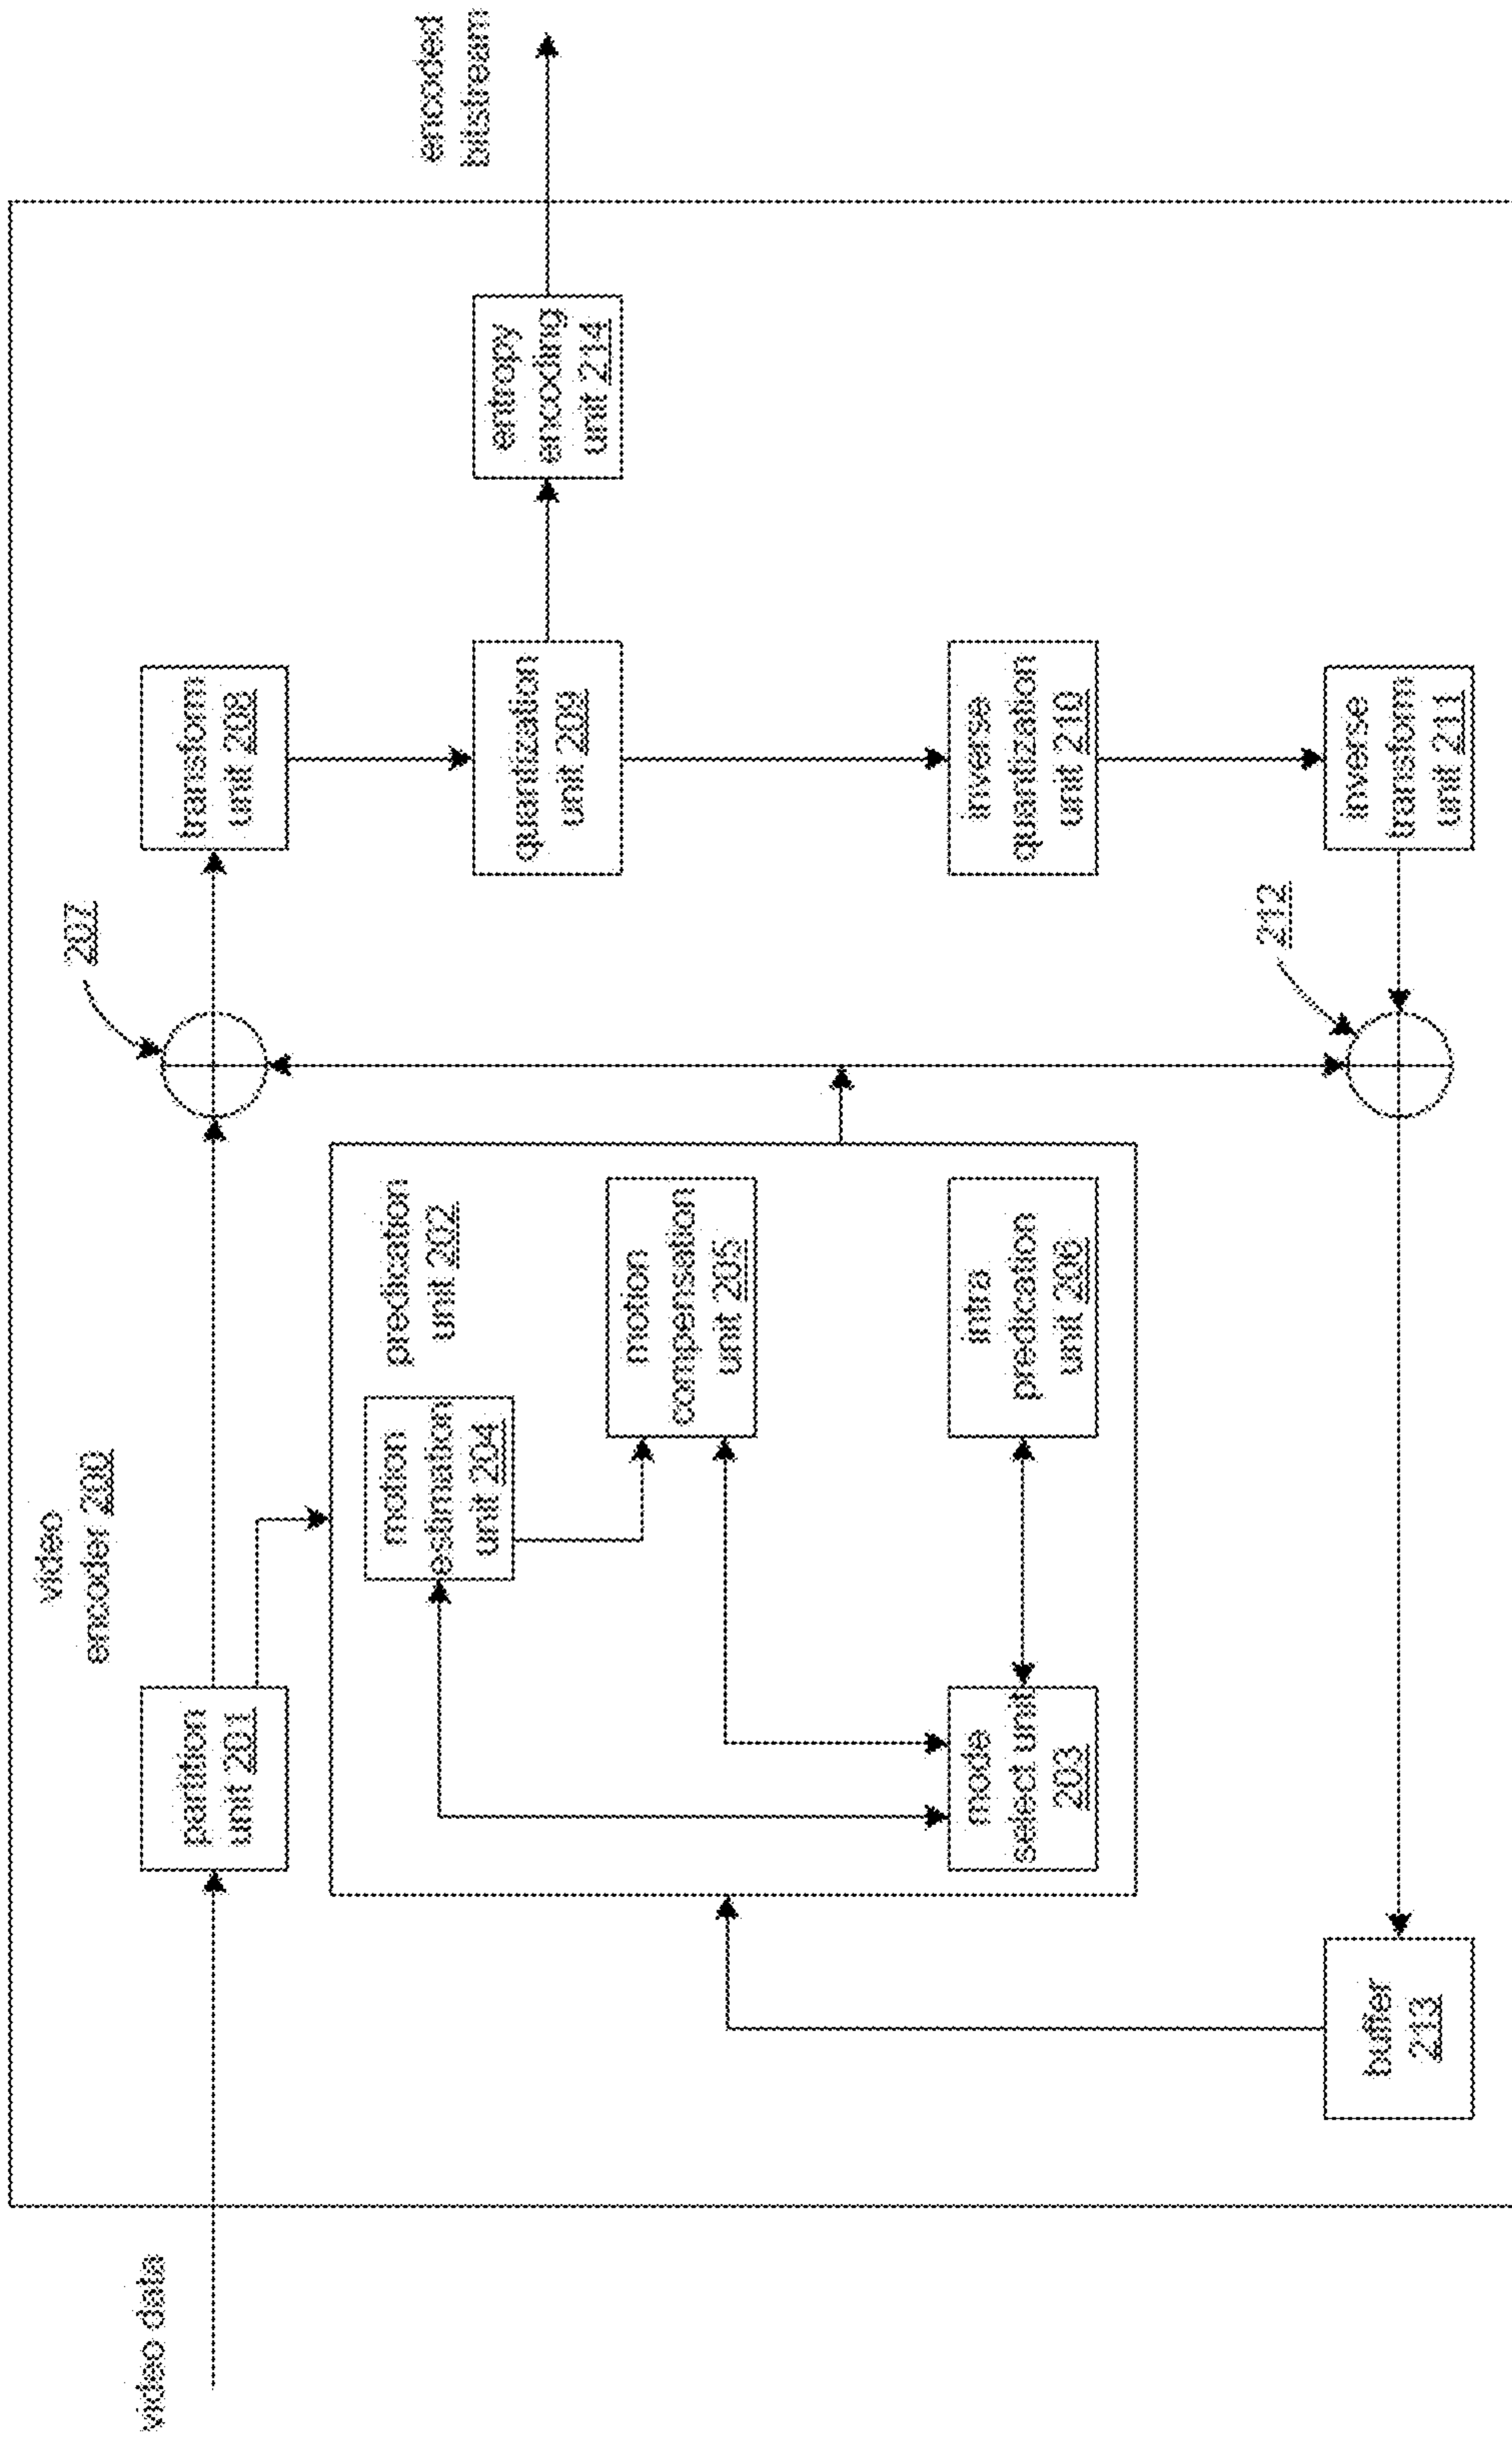 video
encoder 200
video data
partition
unit 201
207
transform
unit 208
predication
unit 202
motion
estimation
unit 204
motion
compensation
unit 205
intra
predication
unit 206
mode
select unit
203
quantization
unit 209
entropy
encoding
unit 214
encoded
bitstream
inverse
quantization
unit 210
212
inverse
transform
unit 211
buffer
213